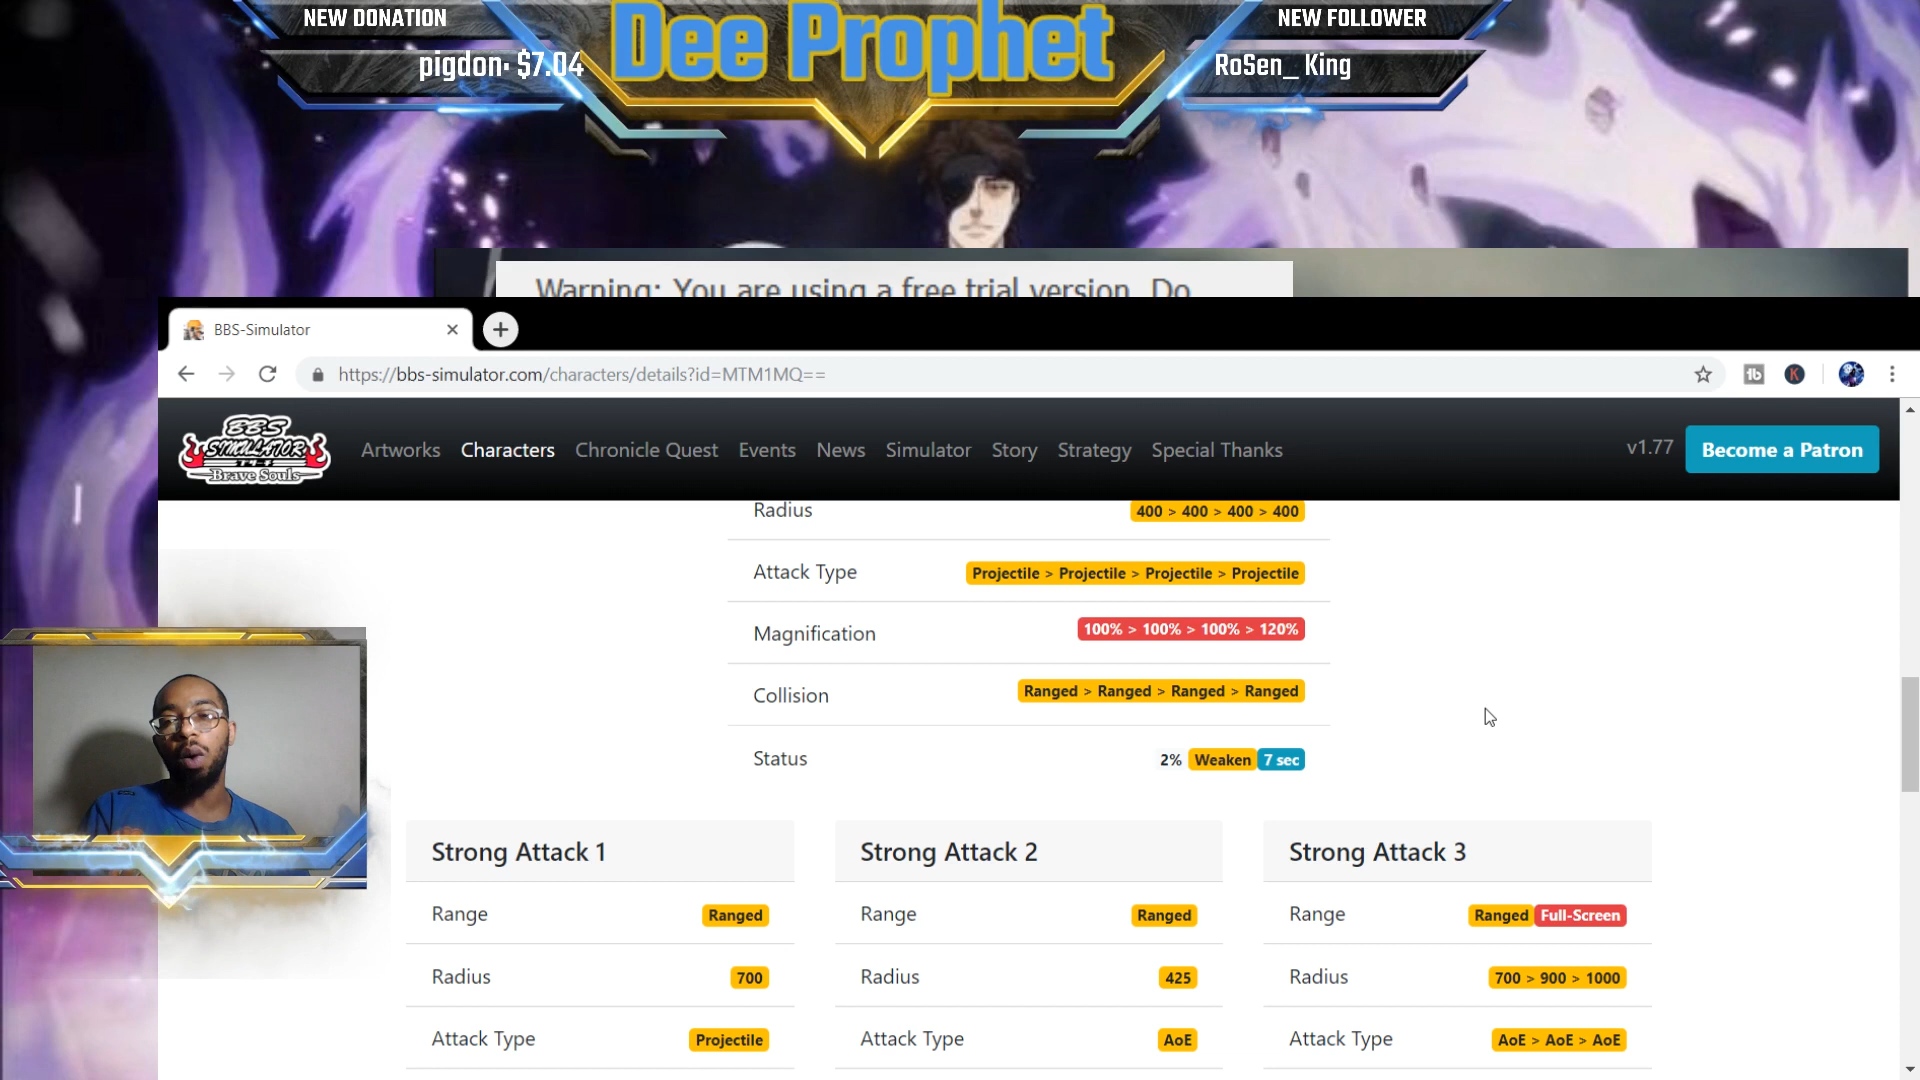 NEW DONATION
pigdon: $7.04
Dee Prophet
NEW FOLLOWER
RoSen_ King
Warning: You are using a free trial version. Do
BBS-Simulator
https://bbs-simulator.com/characters/details?id=MTM1MQ==
BBS
SIMULATOR
Brave Souls
Artworks Characters Chronicle Quest Events News Simulator Story Strategy Special Thanks
v1.77 Become a Patron
Radius 400 > 400 > 400 > 400
Attack Type Projectile > Projectile > Projectile > Projectile
Magnification 100% > 100% > 100% > 120%
Collision Ranged > Ranged > Ranged > Ranged
Status 2% Weaken 7 sec
Strong Attack 1
Range Ranged
Radius 700
Attack Type Projectile
Strong Attack 2
Range Ranged
Radius 425
Attack Type AoE
Strong Attack 3
Range Ranged Full-Screen
Radius 700 > 900 > 1000
Attack Type AoE > AoE > AoE